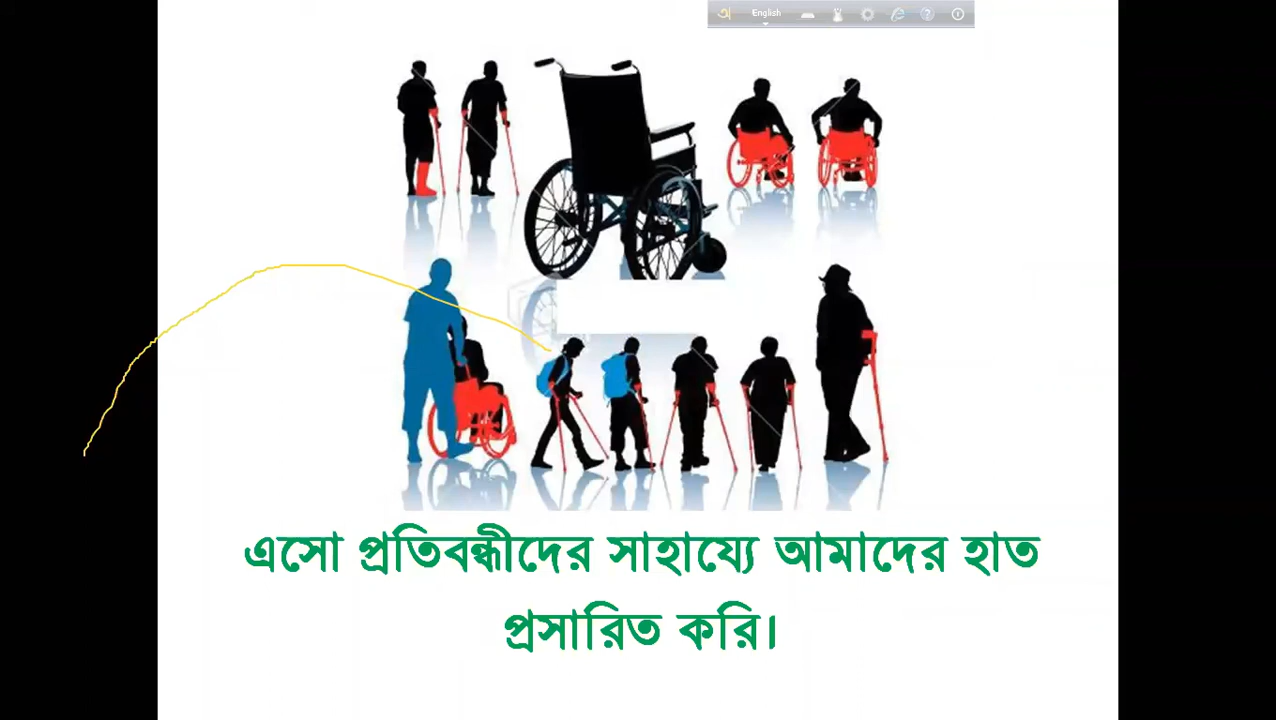 অ English
এসো প্রতিবন্ধীদের সাহায্যে আমাদের হাত
প্রসারিত করি।